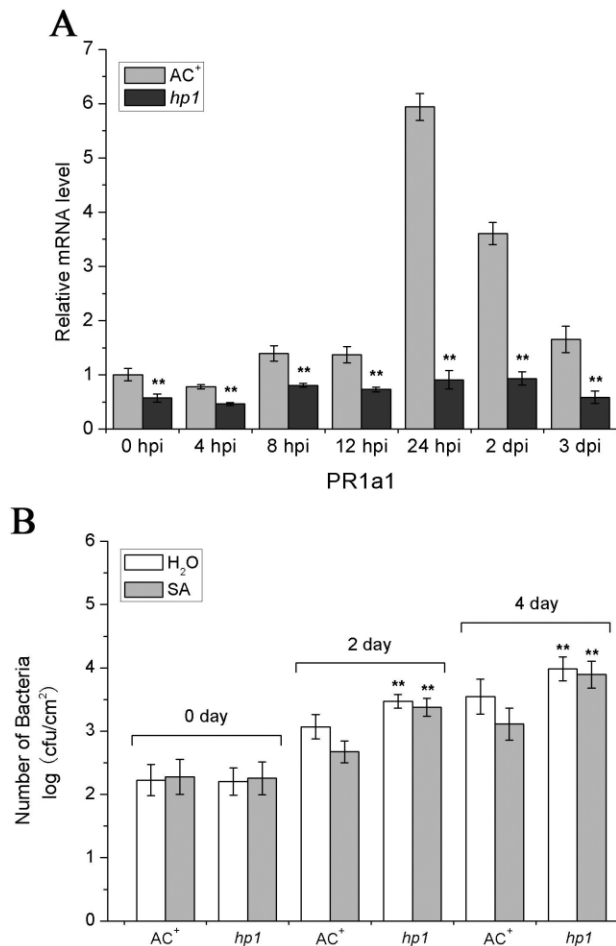 A
7
6
5
4
3
2
1
0
Relative mRNA level
AC⁺
hp1
** ** ** ** ** ** **
0 hpi 4 hpi 8 hpi 12 hpi 24 hpi 2 dpi 3 dpi
PR1a1
B
6
5
4
3
2
1
0
Number of Bacteria
log (cfu/cm²)
H₂O
SA
0 day
2 day
4 day
** ** ** **
AC⁺ hp1 AC⁺ hp1 AC⁺ hp1